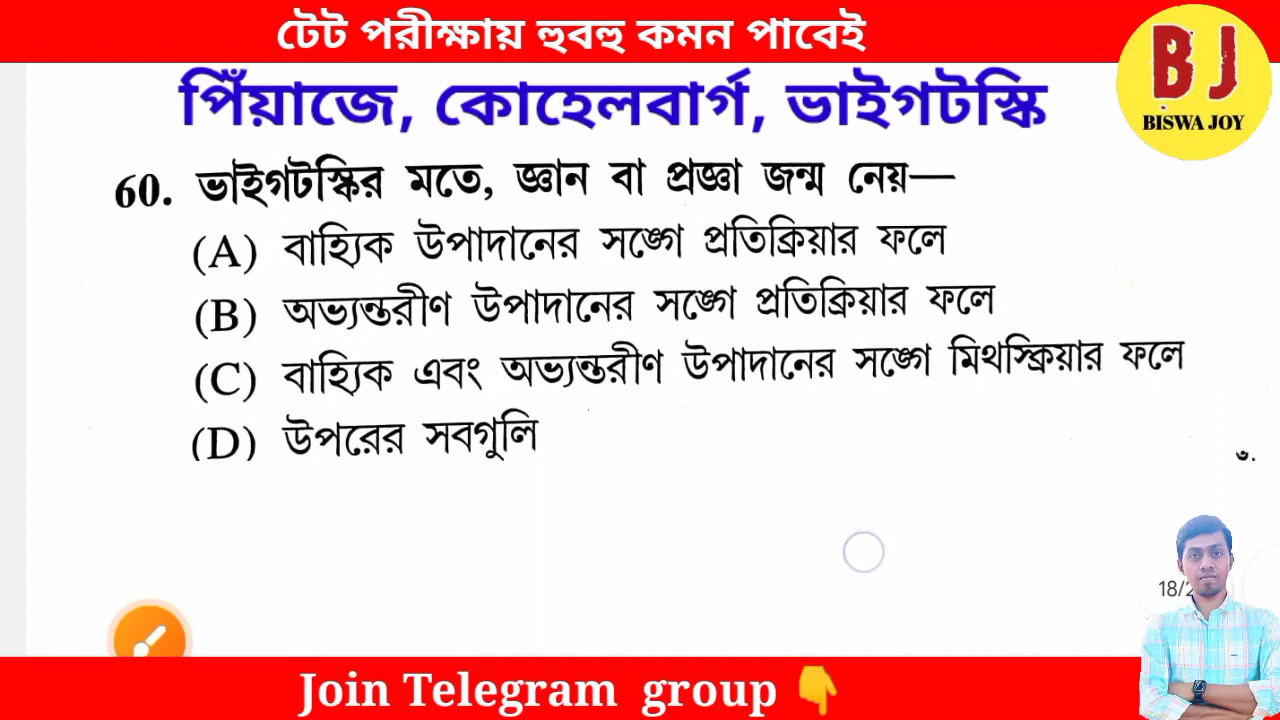 টেট পরীক্ষায় হুবহু কমন পাবেই
BJ
BISWA JOY
পিঁয়াজে, কোহেলবার্গ, ভাইগটস্কি
60. ভাইগটস্কির মতে, জ্ঞান বা প্রজ্ঞা জন্ম নেয়—
(A) বাহ্যিক উপাদানের সঙ্গে প্রতিক্রিয়ার ফলে
(B) অভ্যন্তরীণ উপাদানের সঙ্গে প্রতিক্রিয়ার ফলে
(C) বাহ্যিক এবং অভ্যন্তরীণ উপাদানের সঙ্গে মিথস্ক্রিয়ার ফলে
(D) উপরের সবগুলি
Join Telegram group